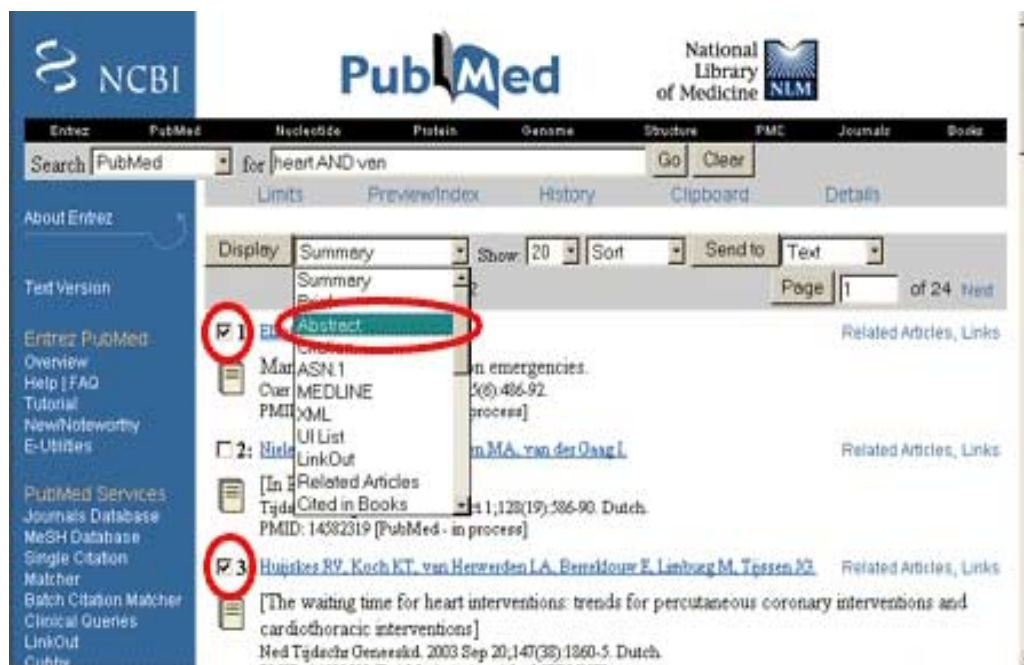 NCBI
PubMed
National
Library
of Medicine NLM
Entrez PubMed Nucleotide Protein Genome Structure PMC Journals Books
Search PubMed for heart AND van Go Clear
Limits Preview/Index History Clipboard Details
About Entrez
Display Summary Show: 20 Sort Send to Text
Summary
Page 1 of 24 Next
Text Version
Abstract
1 Related Articles, Links
Entrez PubMed
Overview
Help | FAQ
Tutorial
New/Noteworthy
E-Utilities
ASN.1 emergencies.
MEDLINE 486-92.
XML process]
UI List
LinkOut
Related Articles
Cited in Books
2: van der Gaag I. Related Articles, Links
[In
1;128(19):586-90. Dutch.
PMID: 14582319 [PubMed - in process]
PubMed Services
Journals Database
MeSH Database
Single Citation
Matcher
Batch Citation Matcher
Clinical Queries
LinkOut
Cubby
3 Huijskes RV, Koch KT, van Herwerden LA, Berreklouw E, Limburg M, Tijssen JG. Related Articles, Links
[The waiting time for heart interventions: trends for percutaneous coronary interventions and
cardiothoracic interventions]
Ned Tijdschr Geneeskd. 2003 Sep 20;147(38):1860-5. Dutch.